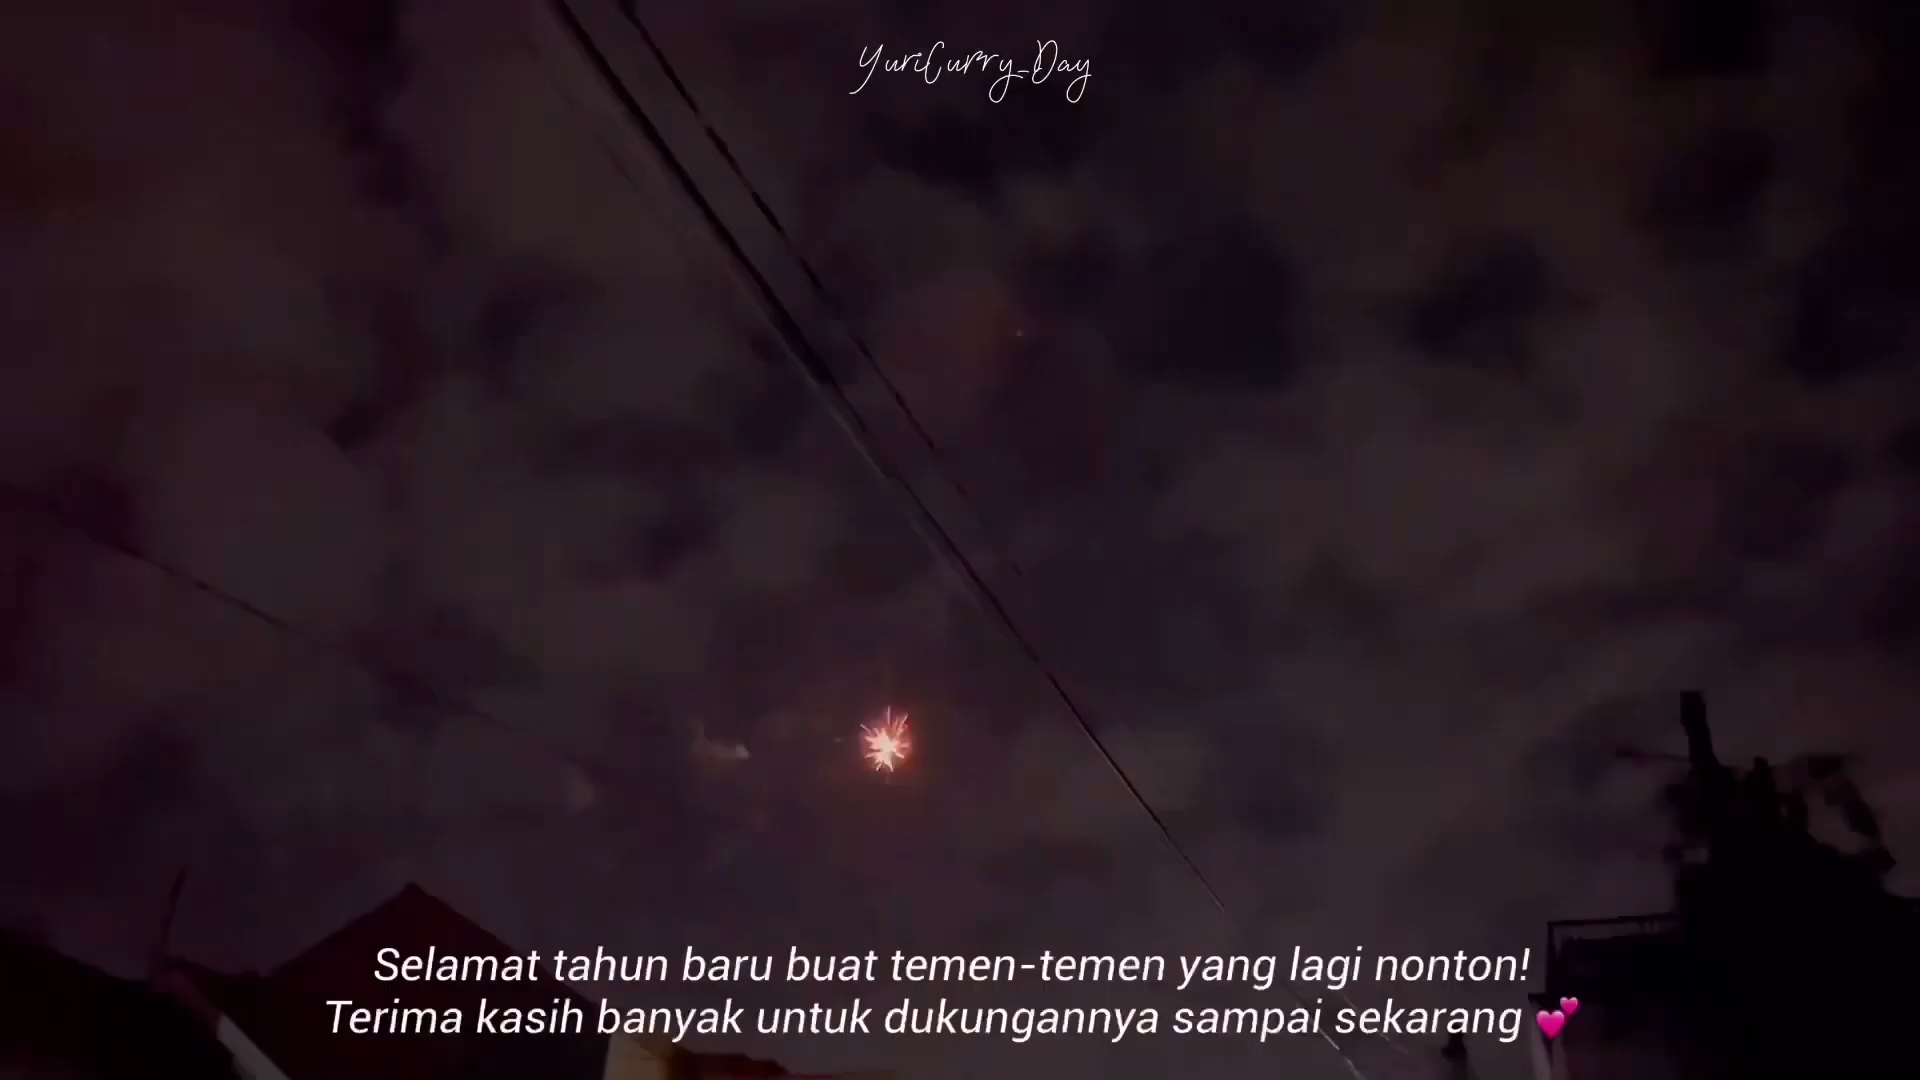 YuriCurry_Day
Selamat tahun baru buat temen-temen yang lagi nonton!
Terima kasih banyak untuk dukungannya sampai sekarang 💕